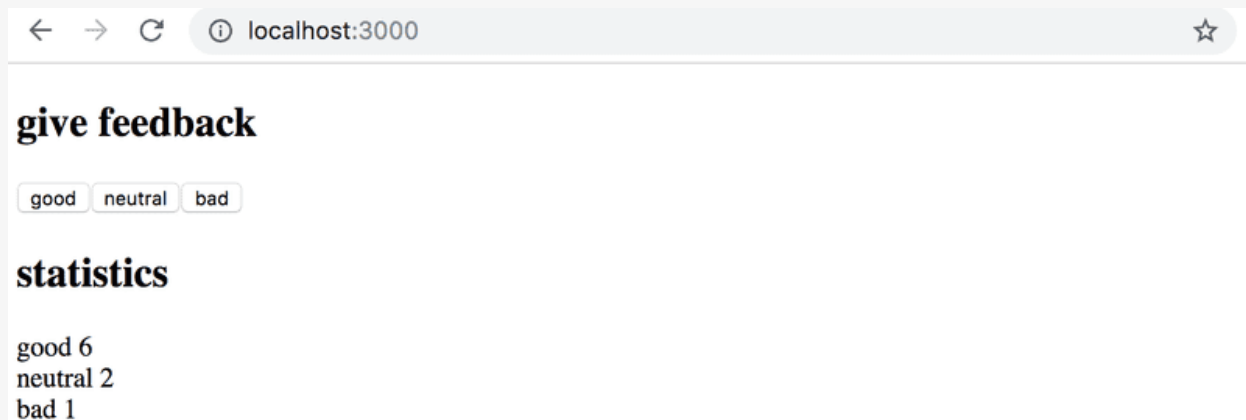 localhost:3000
give feedback
good neutral bad
statistics
good 6
neutral 2
bad 1